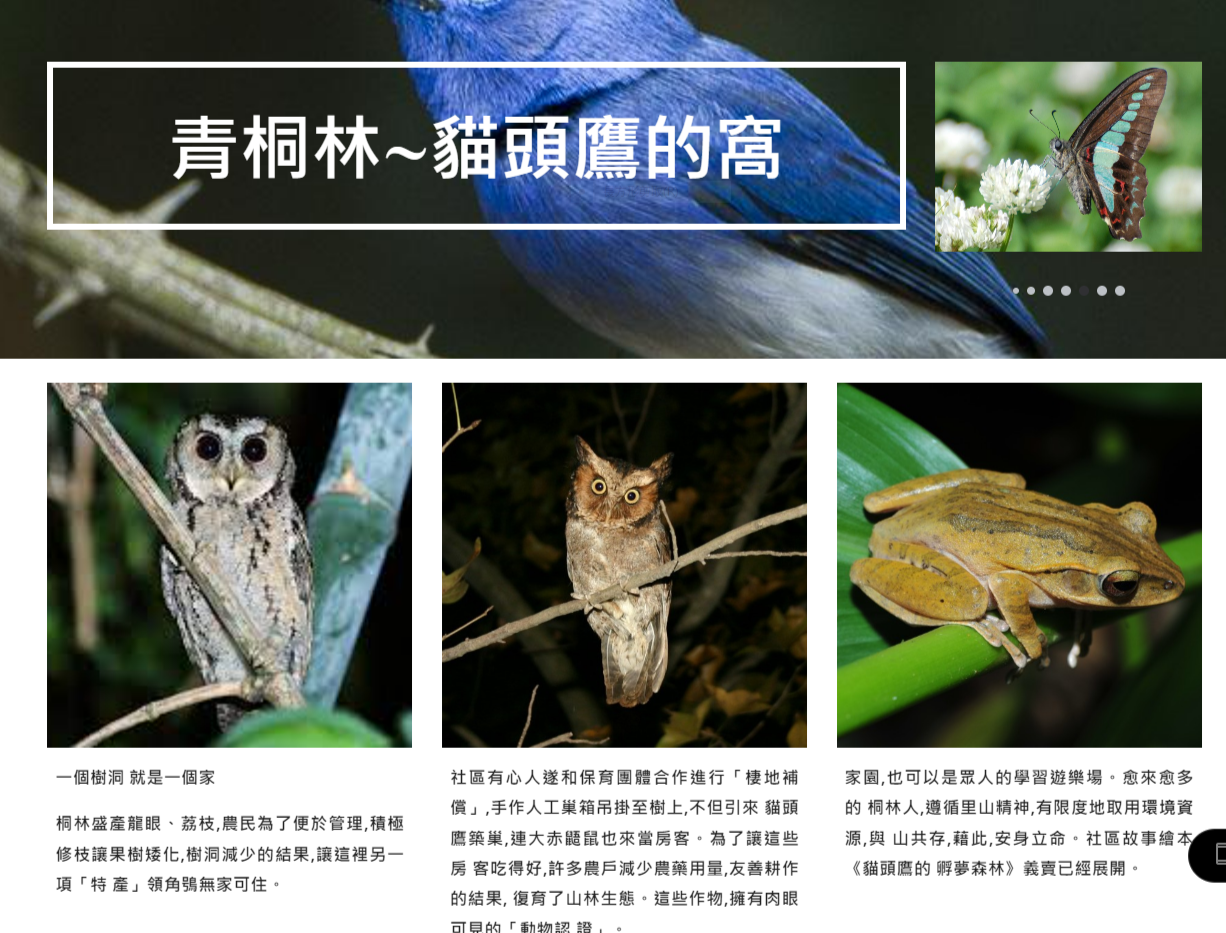 青桐林~貓頭鷹的窩
一個樹洞 就是一個家
桐林盛產龍眼、荔枝,農民為了便於管理,積極
修枝讓果樹矮化,樹洞減少的結果,讓這裡另一
項「特 產」領角鴞無家可住。
社區有心人遂和保育團體合作進行「棲地補
償」,手作人工巢箱吊掛至樹上,不但引來 貓頭
鷹築巢,連大赤鼯鼠也來當房客。為了讓這些
房 客吃得好,許多農戶減少農藥用量,友善耕作
的結果, 復育了山林生態。這些作物,擁有肉眼
可見的「動物認 證」。
家園,也可以是眾人的學習遊樂場。愈來愈多
的 桐林人,遵循里山精神,有限度地取用環境資
源,與 山共存,藉此,安身立命。社區故事繪本
《貓頭鷹的 孵夢森林》義賣已經展開。